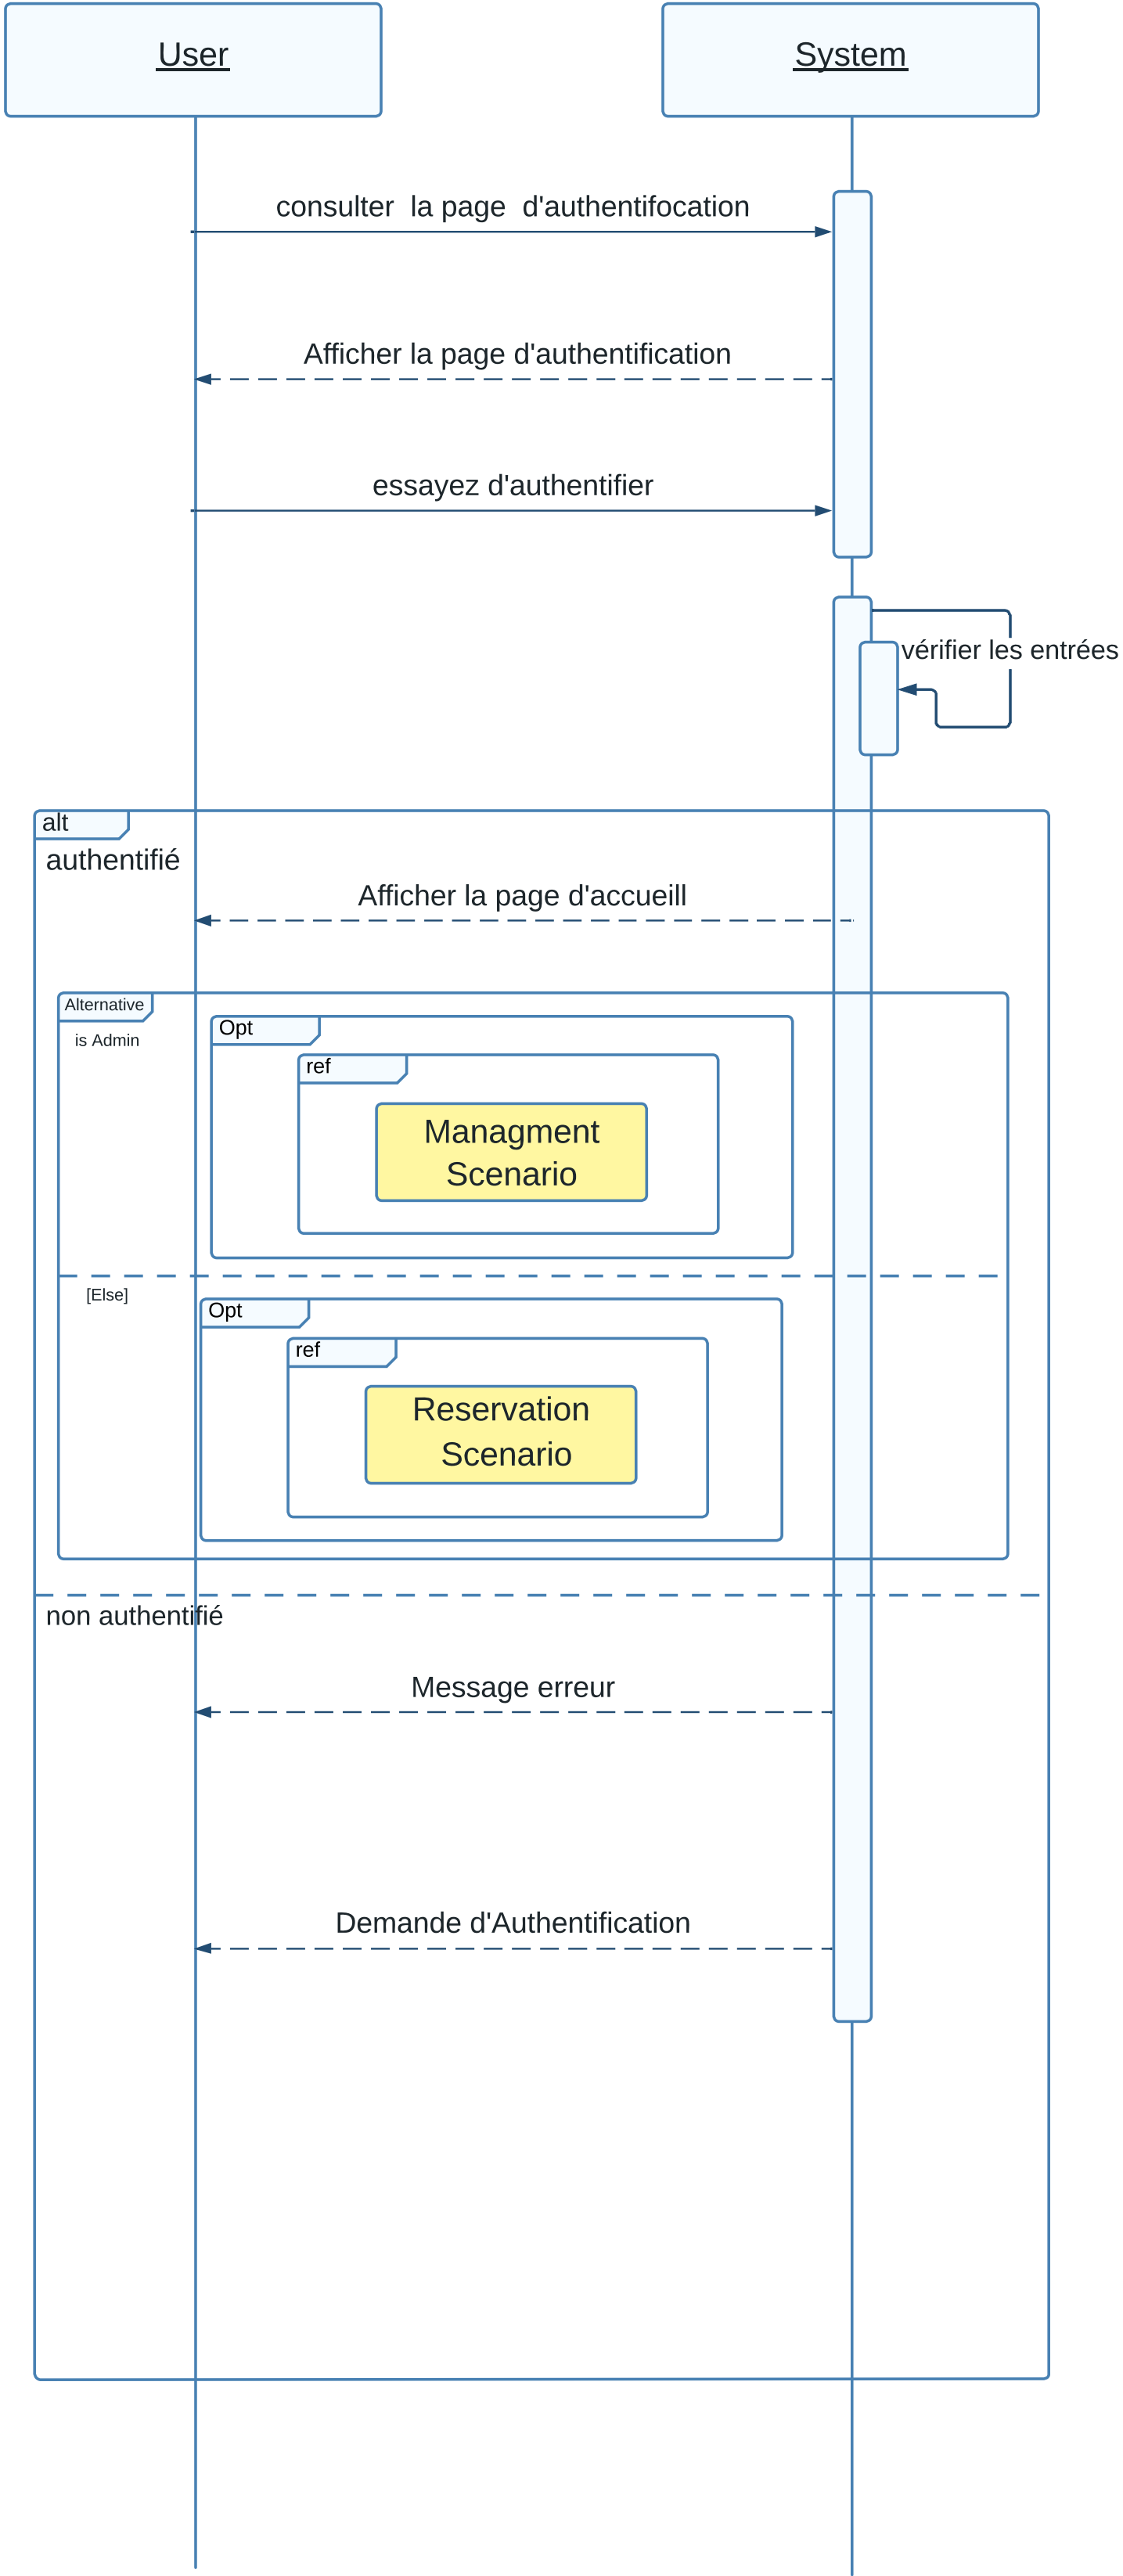 User
System
consulter  la page  d'authentifocation
Afficher la page d'authentification
essayez d'authentifier
vérifier les entrées
alt
authentifié
Afficher la page d'accueill
Alternative
is Admin
Opt
ref
Managment
Scenario
[Else]
Opt
ref
Reservation
Scenario
non authentifié
Message erreur
Demande d'Authentification